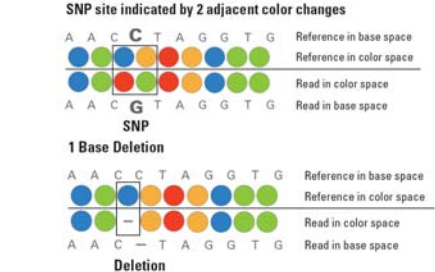 SNP site indicated by 2 adjacent color changes
A A C C T A G G T G Reference in base space
Reference in color space
Read in color space
A A C G T A G G T G Read in base space
SNP
1 Base Deletion
A A C C T A G G T G Reference in base space
Reference in color space
– Read in color space
A A C – T A G G T G Read in base space
Deletion